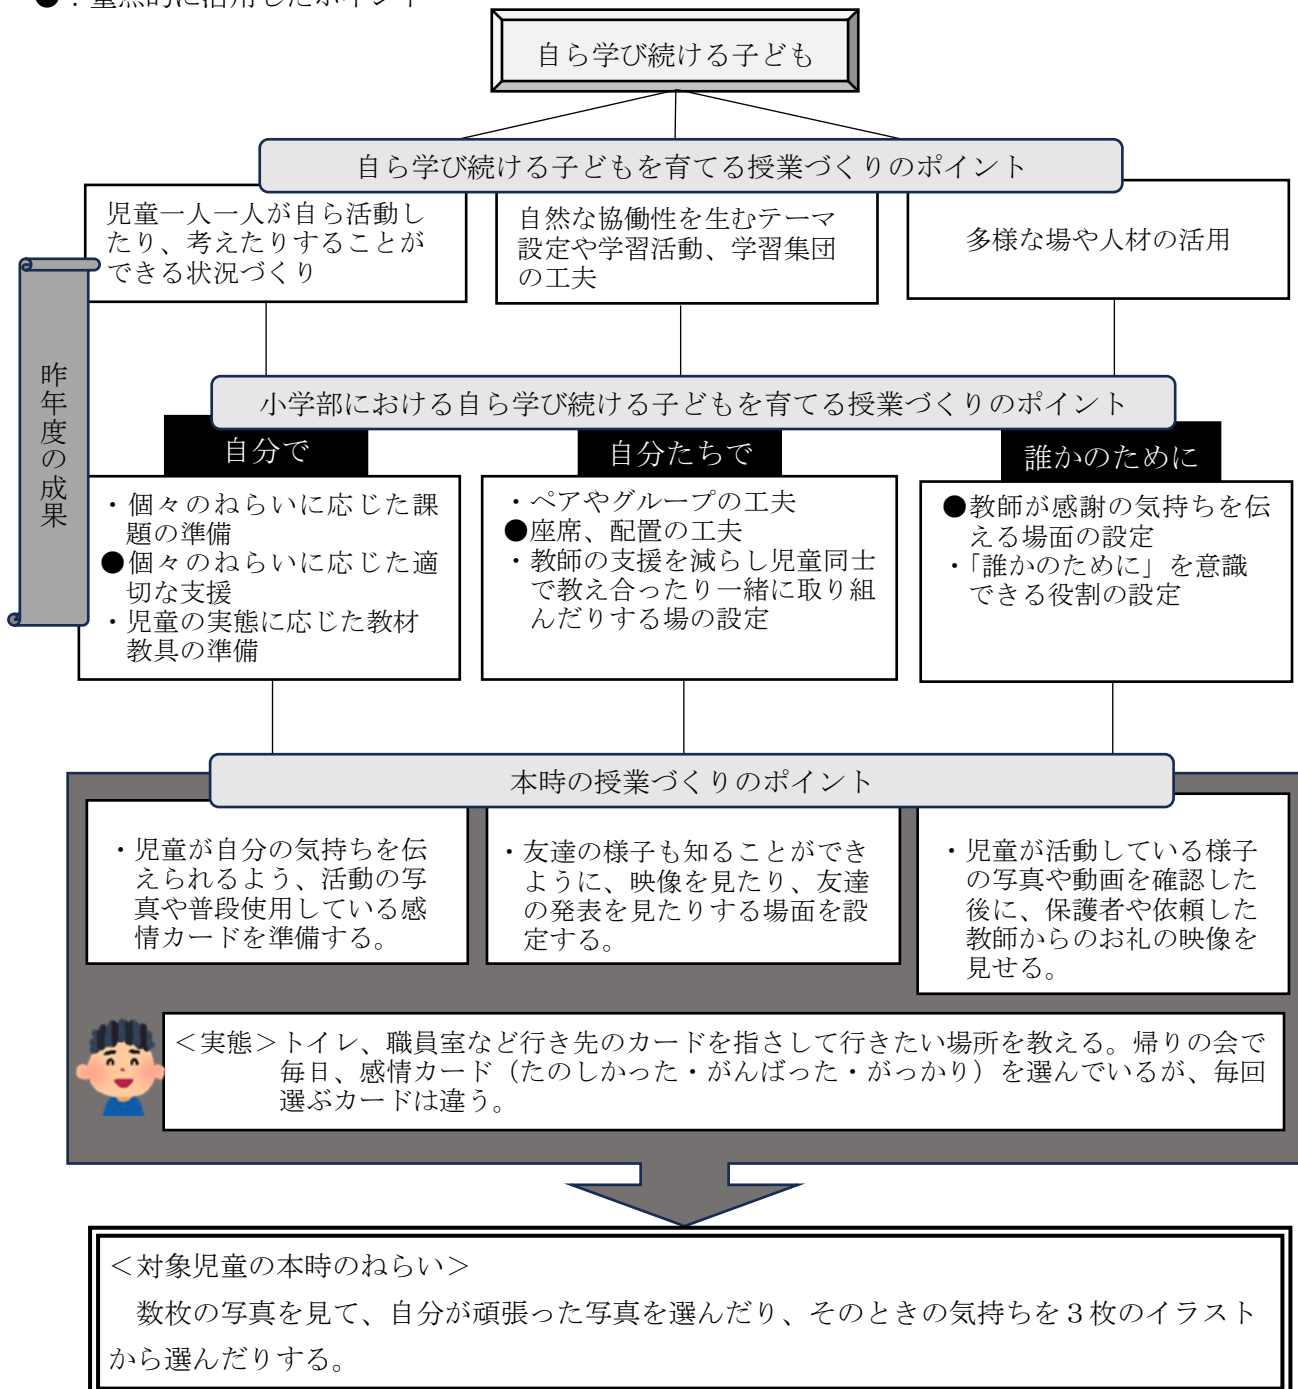 ●：重点的に活用したポイント
自ら学び続ける子ども
自ら学び続ける子どもを育てる授業づくりのポイント
児童一人一人が自ら活動し
たり、考えたりすることが
できる状況づくり
自然な協働性を生むテーマ
設定や学習活動、学習集団
の工夫
多様な場や人材の活用
昨年度の成果
小学部における自ら学び続ける子どもを育てる授業づくりのポイント
自分で
・個々のねらいに応じた課
題の準備
●個々のねらいに応じた適
切な支援
・児童の実態に応じた教材
教具の準備
自分たちで
・ペアやグループの工夫
●座席、配置の工夫
・教師の支援を減らし児童同士
で教え合ったり一緒に取り組
んだりする場の設定
誰かのために
●教師が感謝の気持ちを伝
える場面の設定
・「誰かのために」を意識
できる役割の設定
本時の授業づくりのポイント
・児童が自分の気持ちを伝
えられるよう、活動の写
真や普段使用している感
情カードを準備する。
・友達の様子も知ることができ
ように、映像を見たり、友達
の発表を見たりする場面を設
定する。
・児童が活動している様子
の写真や動画を確認した
後に、保護者や依頼した
教師からのお礼の映像を
見せる。
＜実態＞トイレ、職員室など行き先のカードを指さして行きたい場所を教える。帰りの会で
毎日、感情カード（たのしかった・がんばった・がっかり）を選んでいるが、毎回
選ぶカードは違う。
＜対象児童の本時のねらい＞
数枚の写真を見て、自分が頑張った写真を選んだり、そのときの気持ちを３枚のイラスト
から選んだりする。